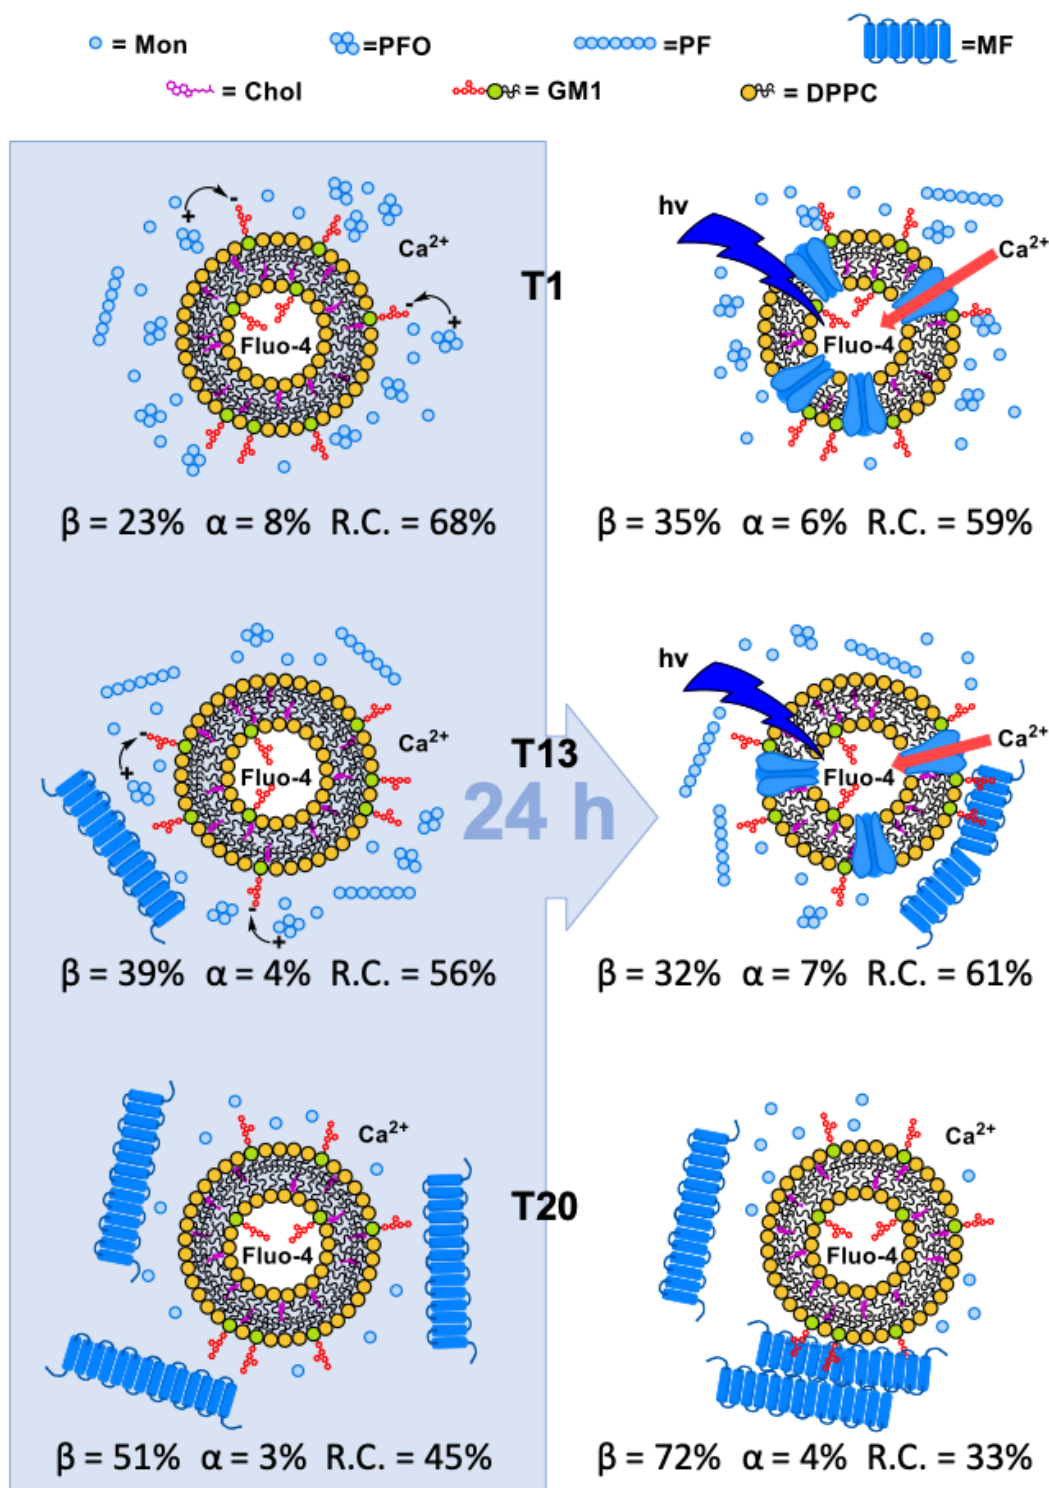 = Mon =PFO =PF =MF
= Chol = GM1 = DPPC
T1
+ -
Ca2+
- +
Fluo-4
hv
Ca2+
Fluo-4
β = 23% α = 8% R.C. = 68%
β = 35% α = 6% R.C. = 59%
T13
24 h
- +
Ca2+
Fluo-4
- +
hv
Ca2+
Fluo-4
β = 39% α = 4% R.C. = 56%
β = 32% α = 7% R.C. = 61%
T20
Ca2+
Fluo-4
Ca2+
Fluo-4
β = 51% α = 3% R.C. = 45%
β = 72% α = 4% R.C. = 33%